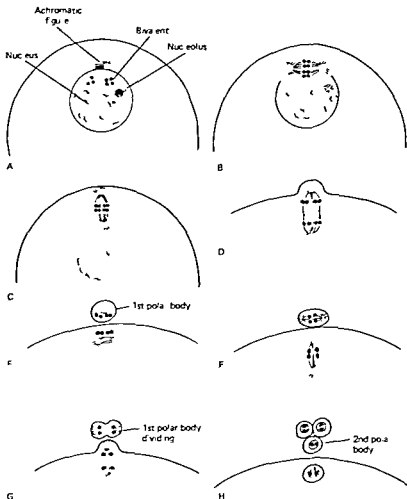 Achromatic
figure
Bivalent
Nucleus
Nucleolus
A
B
C
D
1st polar body
E
F
1st polar body
dividing
2nd polar
body
G
H